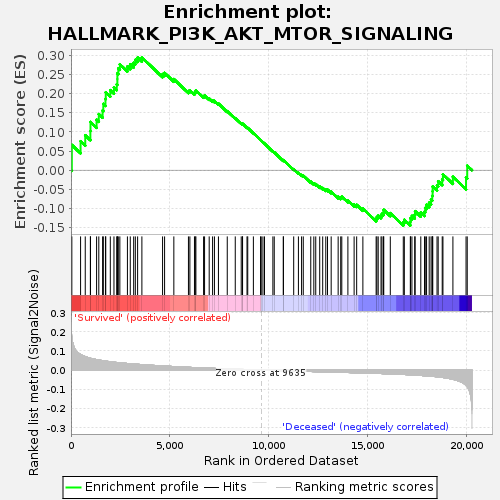 Enrichment plot:
HALLMARK_PI3K_AKT_MTOR_SIGNALING
Enrichment score (ES)
0.30
0.25
0.20
0.15
0.10
0.05
0.00
-0.05
-0.10
-0.15
'Survived' (positively correlated)
Ranked list metric (Signal2Noise)
0.3
0.2
0.1
0.0
-0.1
-0.2
-0.3
Zero cross at 9635
'Deceased' (negatively correlated)
0
5,000
10,000
15,000
20,000
Rank in Ordered Dataset
Enrichment profile
Hits
Ranking metric scores